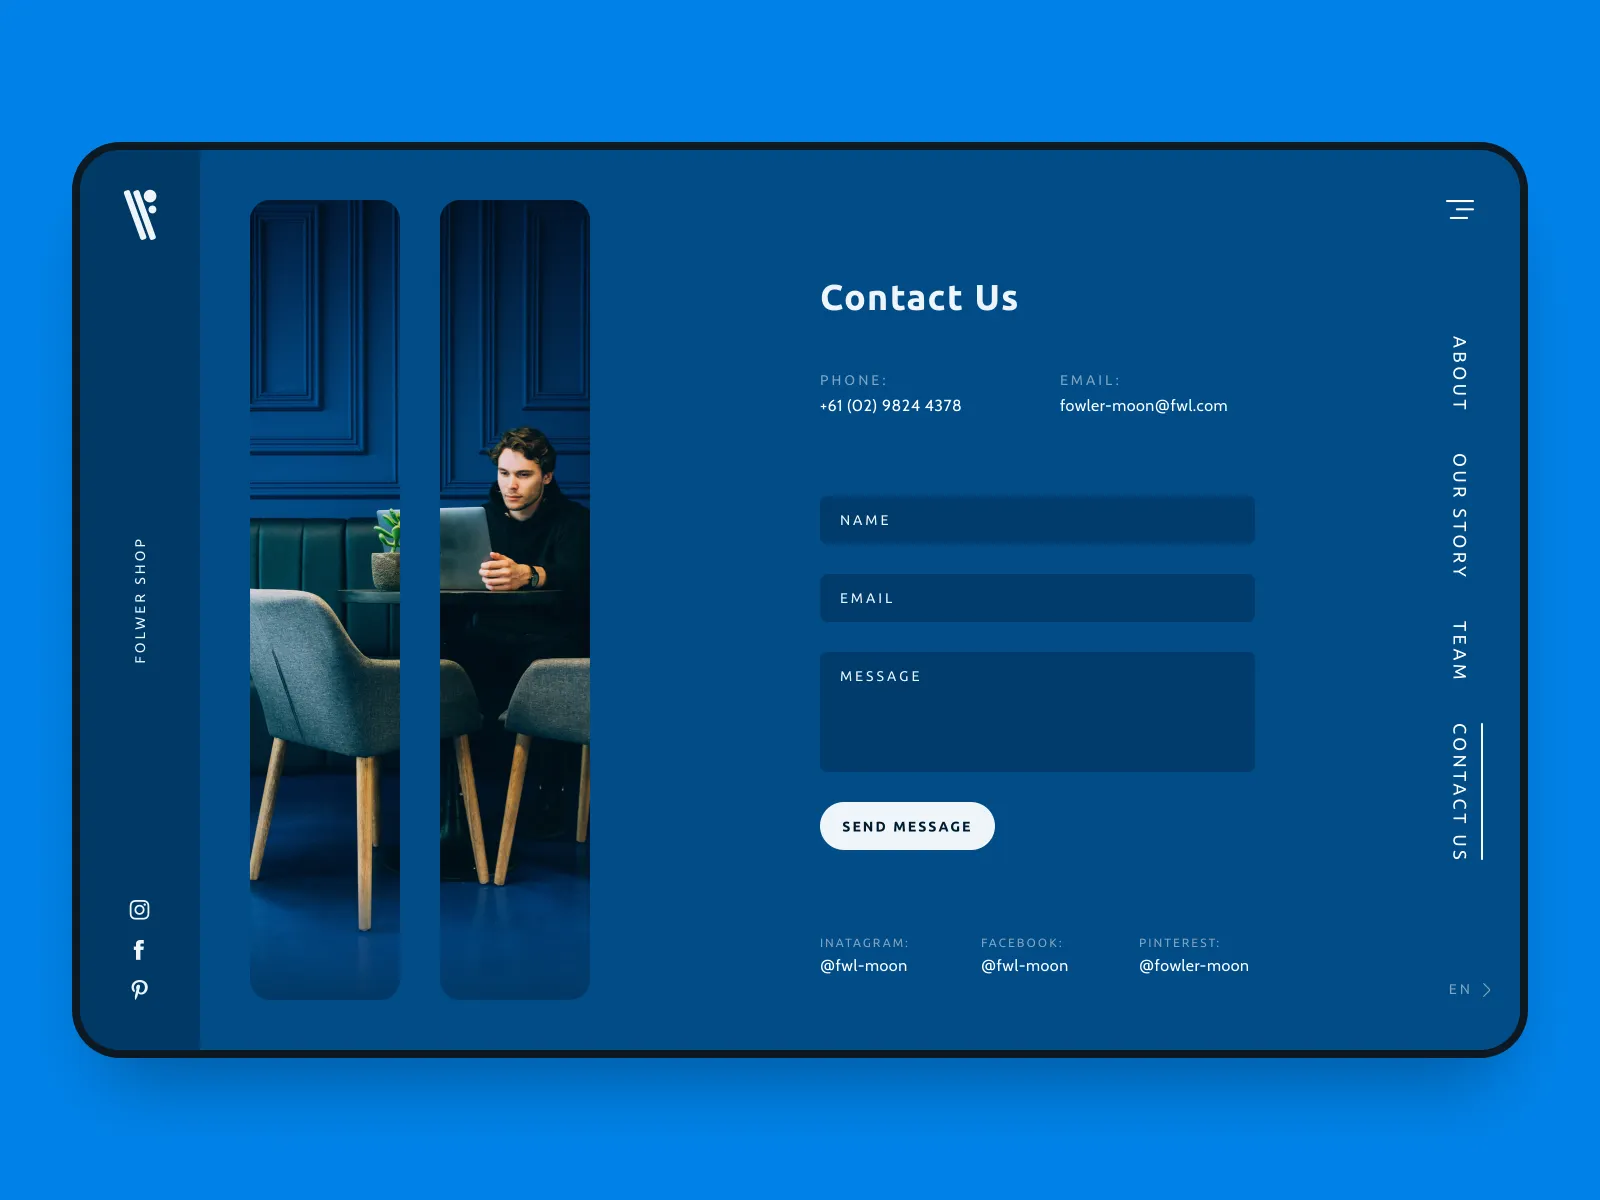 FOLWER SHOP
Contact Us
PHONE:
+61 (02) 9824 4378
EMAIL:
fowler-moon@fwl.com
NAME
EMAIL
MESSAGE
SEND MESSAGE
INATAGRAM:
@fwl-moon
FACEBOOK:
@fwl-moon
PINTEREST:
@fowler-moon
ABOUT
OUR STORY
TEAM
CONTACT US
EN